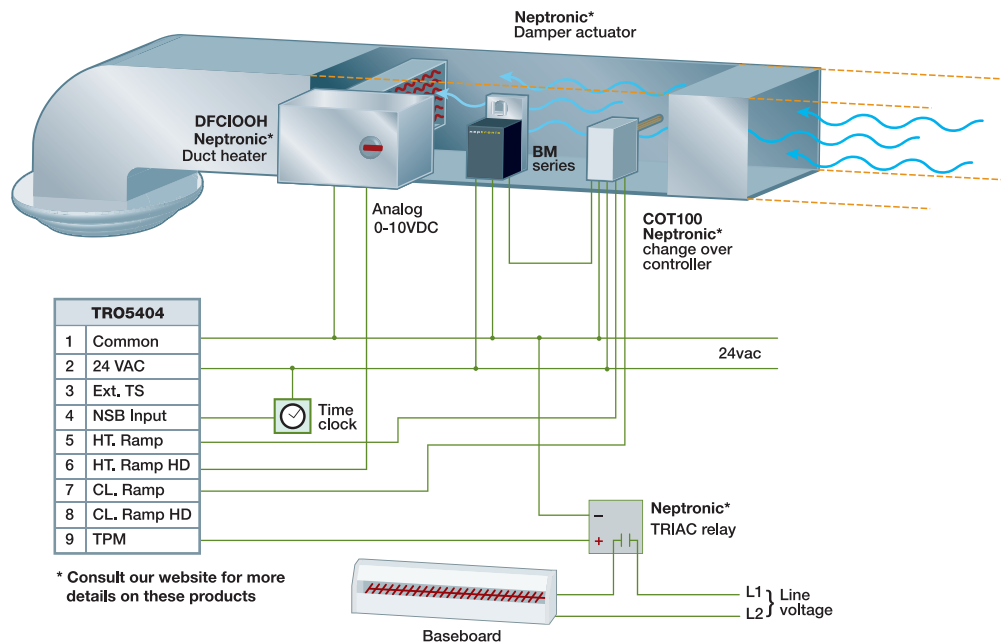 Neptronic*
Damper actuator
DFCIOOH
Neptronic*
Duct heater
neptronic
BM
series
Analog
0-10VDC
COT100
Neptronic*
change over
controller
TRO5404
1 Common
2 24 VAC
3 Ext. TS
4 NSB Input
5 HT. Ramp
6 HT. Ramp HD
7 CL. Ramp
8 CL. Ramp HD
9 TPM
24vac
Time
clock
Neptronic*
TRIAC relay
–
+
* Consult our website for more
details on these products
L1
L2
} Line
voltage
Baseboard